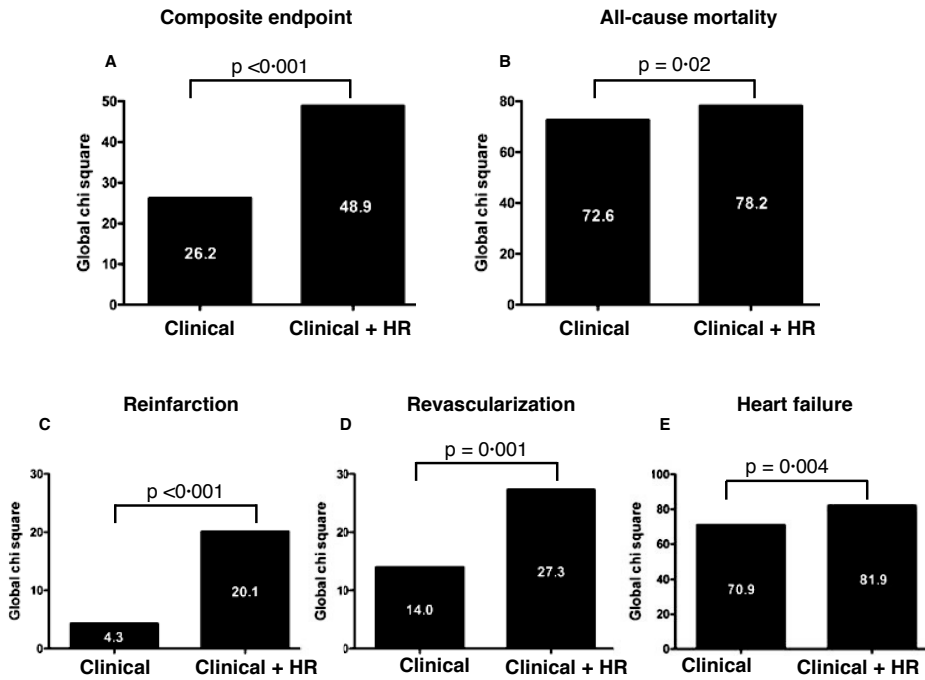 Composite endpoint
A
p <0·001
Global chi square
50
40
30
20
10
0
26.2
48.9
Clinical
Clinical + HR
All-cause mortality
B
p = 0·02
Global chi square
80
60
40
20
0
72.6
78.2
Clinical
Clinical + HR
Reinfarction
C
p <0·001
Global chi square
30
20
10
0
4.3
20.1
Clinical
Clinical + HR
Revascularization
D
p = 0·001
Global chi square
30
20
10
0
14.0
27.3
Clinical
Clinical + HR
Heart failure
E
p = 0·004
Global chi square
100
80
60
40
20
0
70.9
81.9
Clinical
Clinical + HR